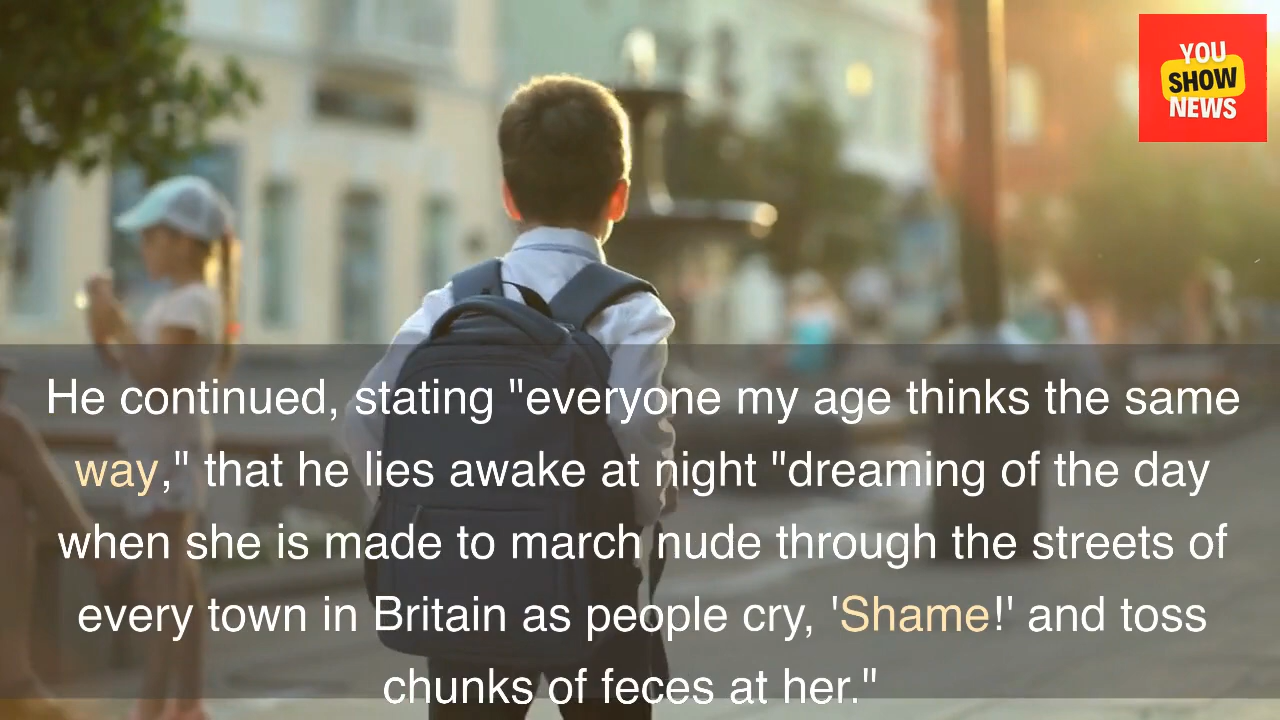 YOU
SHOW
NEWS
He continued, stating "everyone my age thinks the same
way," that he lies awake at night "dreaming of the day
when she is made to march nude through the streets of
every town in Britain as people cry, 'Shame!' and toss
chunks of feces at her."